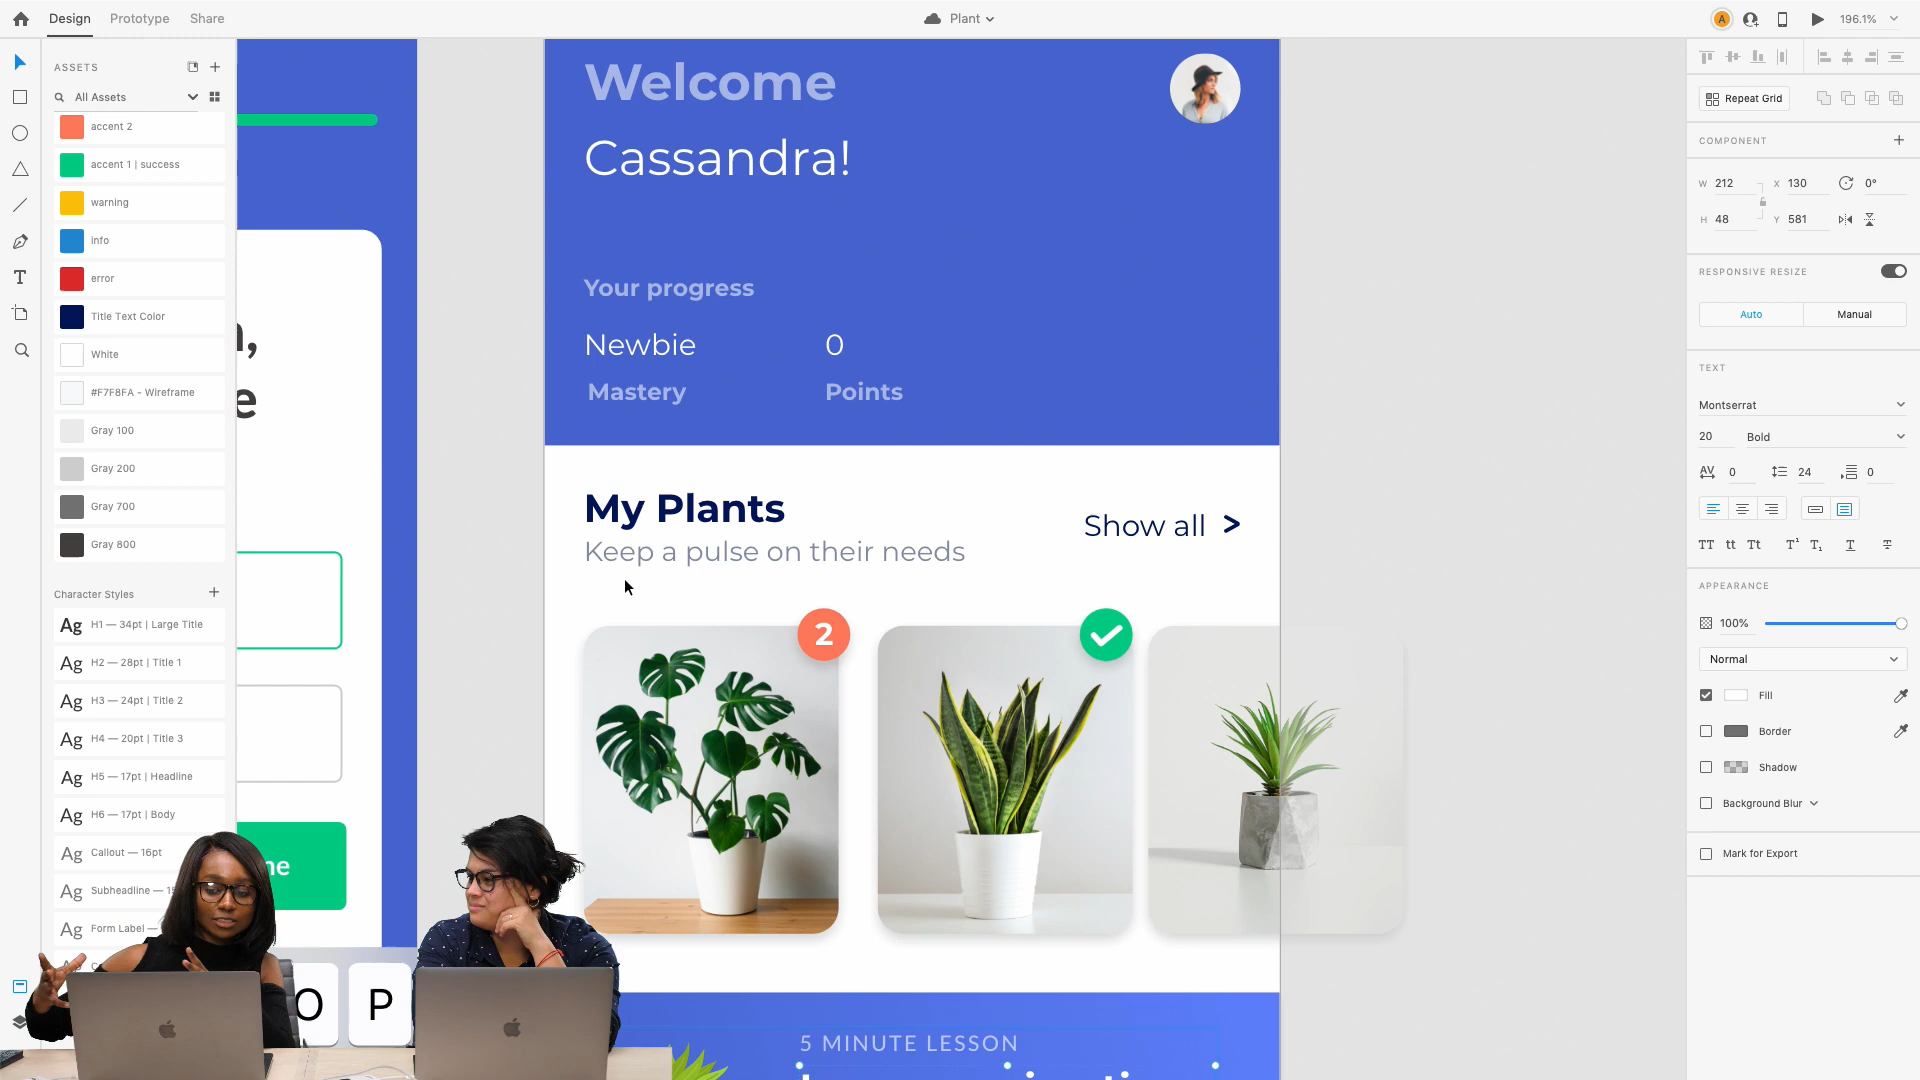 Design Prototype Share
Plant
A
196.1%
ASSETS
All Assets
accent 2
accent 1 | success
warning
info
error
Title Text Color
White
#F7F8FA - Wireframe
Gray 100
Gray 200
Gray 700
Gray 800
Character Styles
Ag H1 — 34pt | Large Title
Ag H2 — 28pt | Title 1
Ag H3 — 24pt | Title 2
Ag H4 — 20pt | Title 3
Ag H5 — 17pt | Headline
Ag H6 — 17pt | Body
Ag Callout — 16pt
Ag Subheadline —
Ag Form Label —
O P
Welcome
Cassandra!
Your progress
Newbie 0
Mastery Points
My Plants
Keep a pulse on their needs
Show all >
2
5 MINUTE LESSON
Repeat Grid
COMPONENT
W 212 X 130 0°
H 48 Y 581
RESPONSIVE RESIZE
Auto Manual
TEXT
Montserrat
20 Bold
AV 0 24 0
TT tt Tt T¹ T₁ T T
APPEARANCE
100%
Normal
Fill
Border
Shadow
Background Blur
Mark for Export